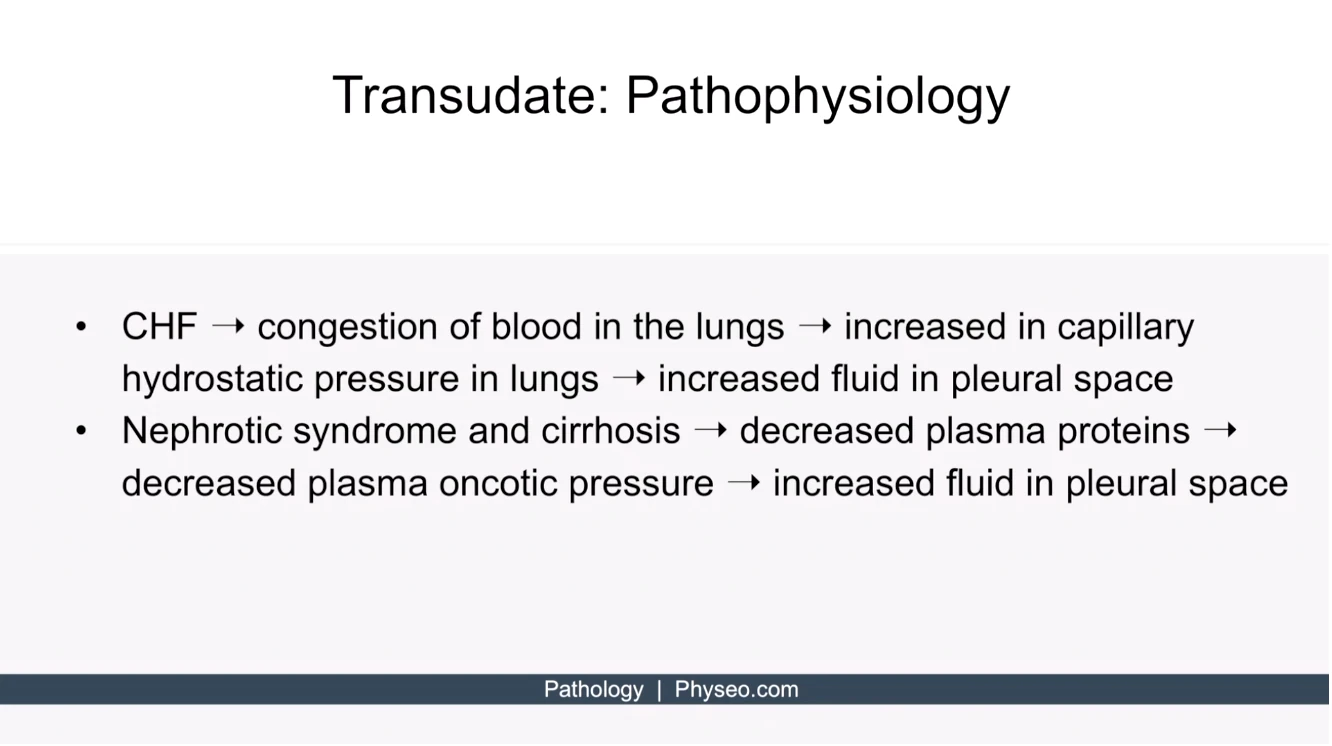 Transudate: Pathophysiology
• CHF → congestion of blood in the lungs → increased in capillary
hydrostatic pressure in lungs → increased fluid in pleural space
• Nephrotic syndrome and cirrhosis → decreased plasma proteins →
decreased plasma oncotic pressure → increased fluid in pleural space
Pathology | Physeo.com